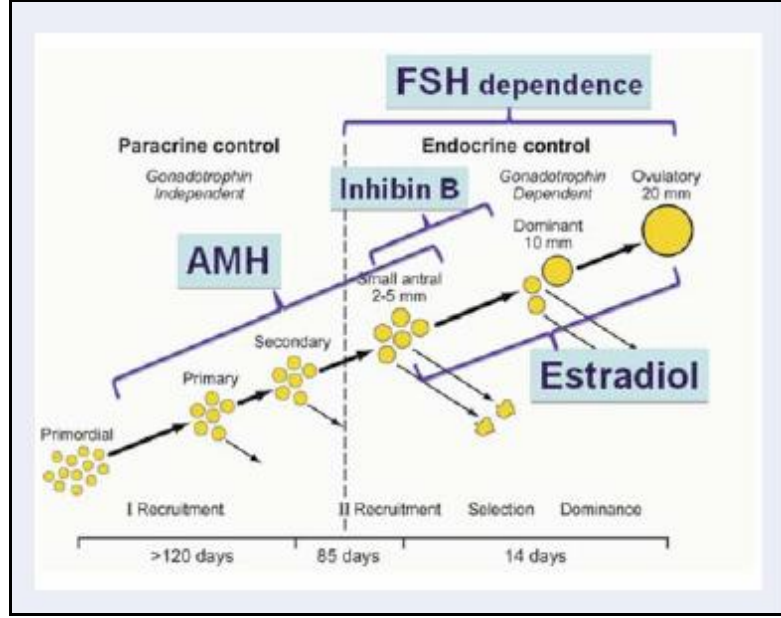 FSH dependence
Paracrine control
Endocrine control
Gonadotrophin
Independent
Inhibin B
Gonadotrophin
Dependent
Ovulatory
20 mm
Dominant
10 mm
AMH
Small antral
2-5 mm
Secondary
Estradiol
Primary
Primordial
I Recruitment
II Recruitment
Selection
Dominance
>120 days
85 days
14 days